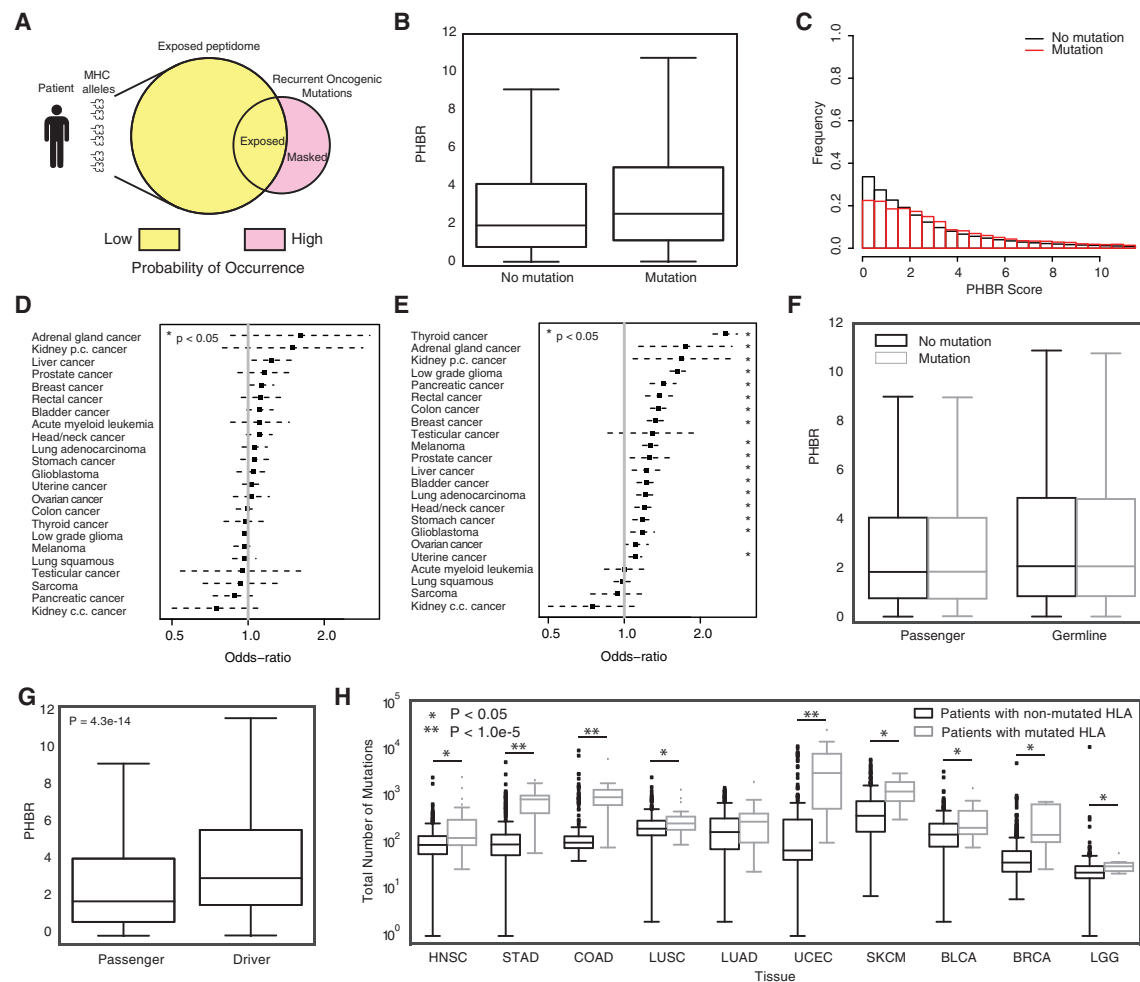 A
Exposed peptidome
MHC
alleles
Patient
Recurrent Oncogenic
Mutations
Exposed
Masked
Low
High
Probability of Occurrence
B
PHBR
12
10
8
6
4
2
0
No mutation
Mutation
C
No mutation
Mutation
Frequency
1.0
0.8
0.6
0.4
0.2
0.0
0 2 4 6 8 10
PHBR Score
D
* p < 0.05
Adrenal gland cancer
Kidney p.c. cancer
Liver cancer
Prostate cancer
Breast cancer
Rectal cancer
Bladder cancer
Acute myeloid leukemia
Head/neck cancer
Lung adenocarcinoma
Stomach cancer
Glioblastoma
Uterine cancer
Ovarian cancer
Colon cancer
Thyroid cancer
Low grade glioma
Melanoma
Lung squamous
Testicular cancer
Sarcoma
Pancreatic cancer
Kidney c.c. cancer
0.5 1.0 2.0
Odds-ratio
E
* p < 0.05
Thyroid cancer *
Adrenal gland cancer *
Kidney p.c. cancer *
Low grade glioma *
Pancreatic cancer *
Rectal cancer *
Colon cancer *
Breast cancer *
Testicular cancer
Melanoma *
Prostate cancer *
Liver cancer *
Bladder cancer *
Lung adenocarcinoma *
Head/neck cancer *
Stomach cancer *
Glioblastoma *
Ovarian cancer
Uterine cancer *
Acute myeloid leukemia
Lung squamous
Sarcoma
Kidney c.c. cancer
0.5 1.0 2.0
Odds-ratio
F
No mutation
Mutation
PHBR
12
10
8
6
4
2
0
Passenger
Germline
G
P = 4.3e-14
PHBR
12
10
8
6
4
2
0
Passenger
Driver
H
* P < 0.05
** P < 1.0e-5
Patients with non-mutated HLA
Patients with mutated HLA
Total Number of Mutations
10^5
10^4
10^3
10^2
10^1
10^0
* ** ** * ** * * * *
HNSC STAD COAD LUSC LUAD UCEC SKCM BLCA BRCA LGG
Tissue